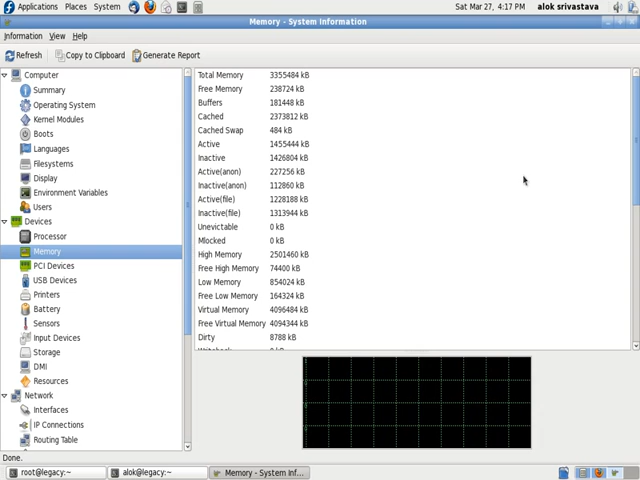 Applications Places System Sat Mar 27, 4:17 PM alok srivastava
Memory - System Information
Information View Help
Refresh Copy to Clipboard Generate Report
Computer
Summary
Operating System
Kernel Modules
Boots
Languages
Filesystems
Display
Environment Variables
Users
Devices
Processor
Memory
PCI Devices
USB Devices
Printers
Battery
Sensors
Input Devices
Storage
DMI
Resources
Network
Interfaces
IP Connections
Routing Table
Total Memory 3355484 kB
Free Memory 238724 kB
Buffers 181448 kB
Cached 2373812 kB
Cached Swap 484 kB
Active 1455444 kB
Inactive 1426804 kB
Active(anon) 227256 kB
Inactive(anon) 112860 kB
Active(file) 1228188 kB
Inactive(file) 1313944 kB
Unevictable 0 kB
Mlocked 0 kB
High Memory 2501460 kB
Free High Memory 74400 kB
Low Memory 854024 kB
Free Low Memory 164324 kB
Virtual Memory 4096484 kB
Free Virtual Memory 4094344 kB
Dirty 8788 kB
Done.
root@legacy:~ alok@legacy:~ Memory - System Inf...